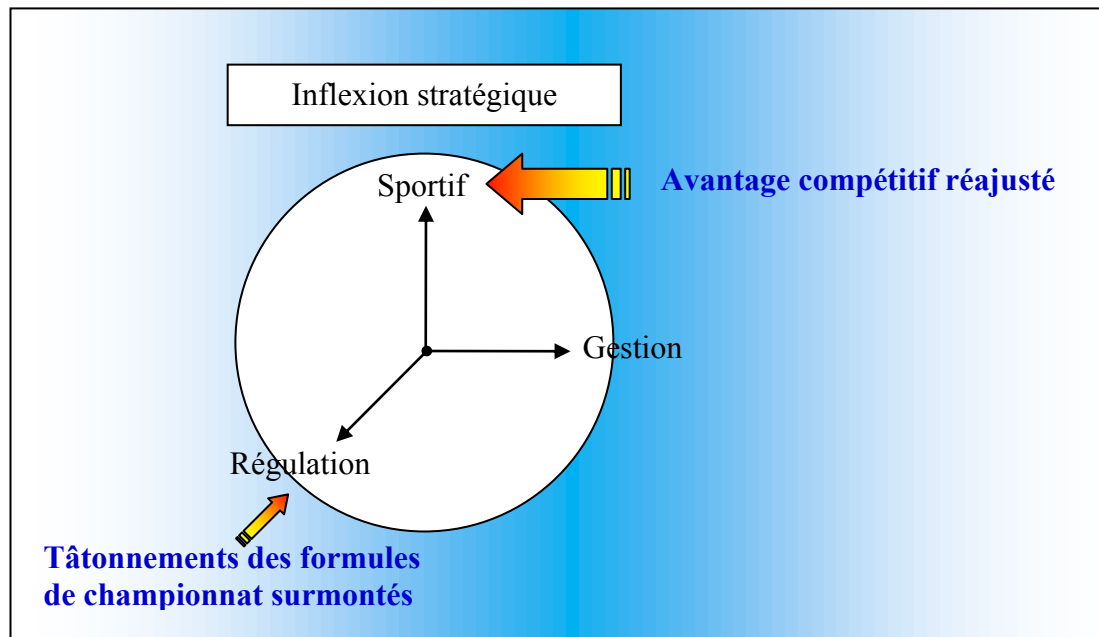 Inflexion stratégique
Sportif
Avantage compétitif réajusté
Gestion
Régulation
Tâtonnements des formules
de championnat surmontés